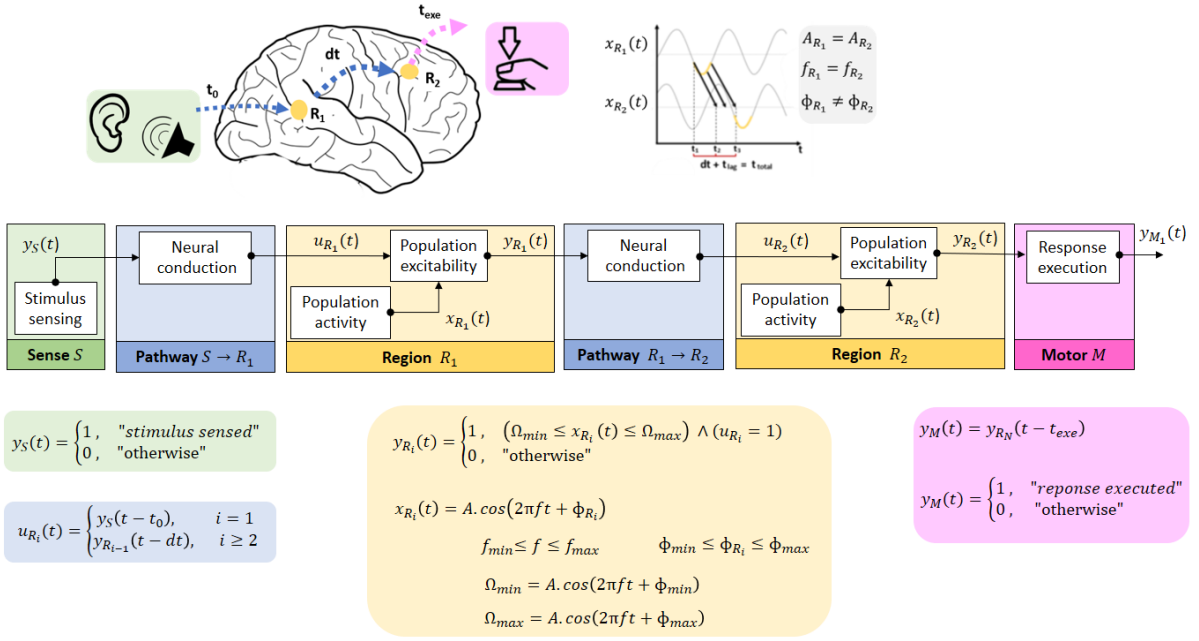 t_exe
dt
t_0
R_1
R_2
x_{R_1}(t)
x_{R_2}(t)
t_1 t_2 t_3 t
dt + t_lag = t_total
A_{R_1} = A_{R_2}
f_{R_1} = f_{R_2}
ϕ_{R_1} ≠ ϕ_{R_2}
y_S(t)
Stimulus
sensing
Sense S
Neural
conduction
Pathway S → R_1
u_{R_1}(t)
Population
excitability
y_{R_1}(t)
Population
activity
x_{R_1}(t)
Region R_1
Neural
conduction
Pathway R_1 → R_2
u_{R_2}(t)
Population
excitability
y_{R_2}(t)
Population
activity
x_{R_2}(t)
Region R_2
Response
execution
y_{M_1}(t)
Motor M
y_S(t) = {1, "stimulus sensed"
0, "otherwise"
u_{R_i}(t) = {y_S(t − t_0), i = 1
y_{R_{i−1}}(t − dt), i ≥ 2
y_{R_i}(t) = {1, (Ω_min ≤ x_{R_i}(t) ≤ Ω_max) ∧ (u_{R_i} = 1)
0, "otherwise"
x_{R_i}(t) = A.cos(2πft + ϕ_{R_i})
f_min ≤ f ≤ f_max ϕ_min ≤ ϕ_{R_i} ≤ ϕ_max
Ω_min = A.cos(2πft + ϕ_min)
Ω_max = A.cos(2πft + ϕ_max)
y_M(t) = y_{R_N}(t − t_exe)
y_M(t) = {1, "reponse executed"
0, "otherwise"